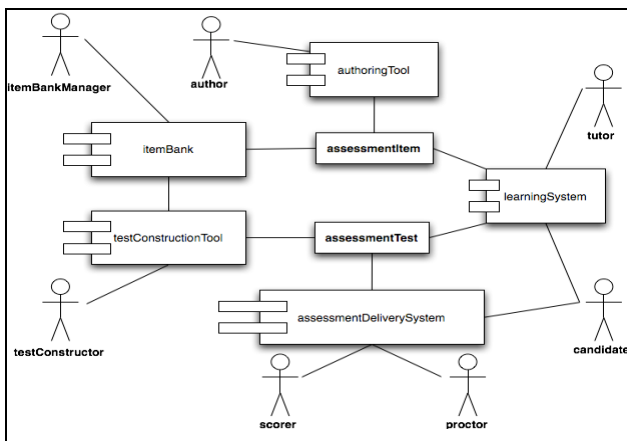 authoringTool
author
itemBankManager
tutor
itemBank
assessmentItem
learningSystem
testConstructionTool
assessmentTest
assessmentDeliverySystem
testConstructor
candidate
scorer
proctor